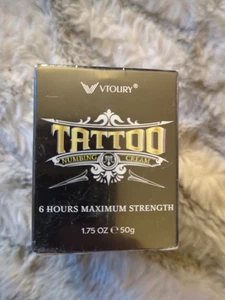 VTOURY®
TATTOO
NUMBING CREAM
6 HOURS MAXIMUM STRENGTH
1.75 OZ ℮ 50g